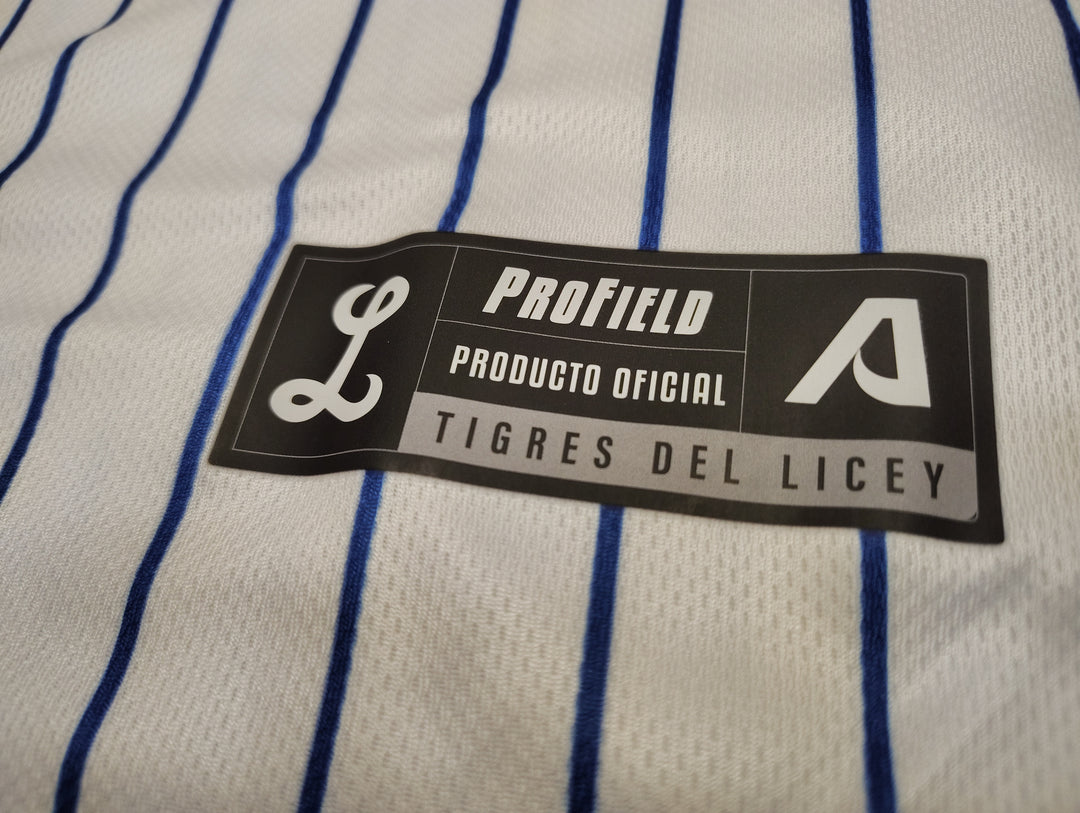 L
PROFIELD
PRODUCTO OFICIAL
TIGRES DEL LICEY